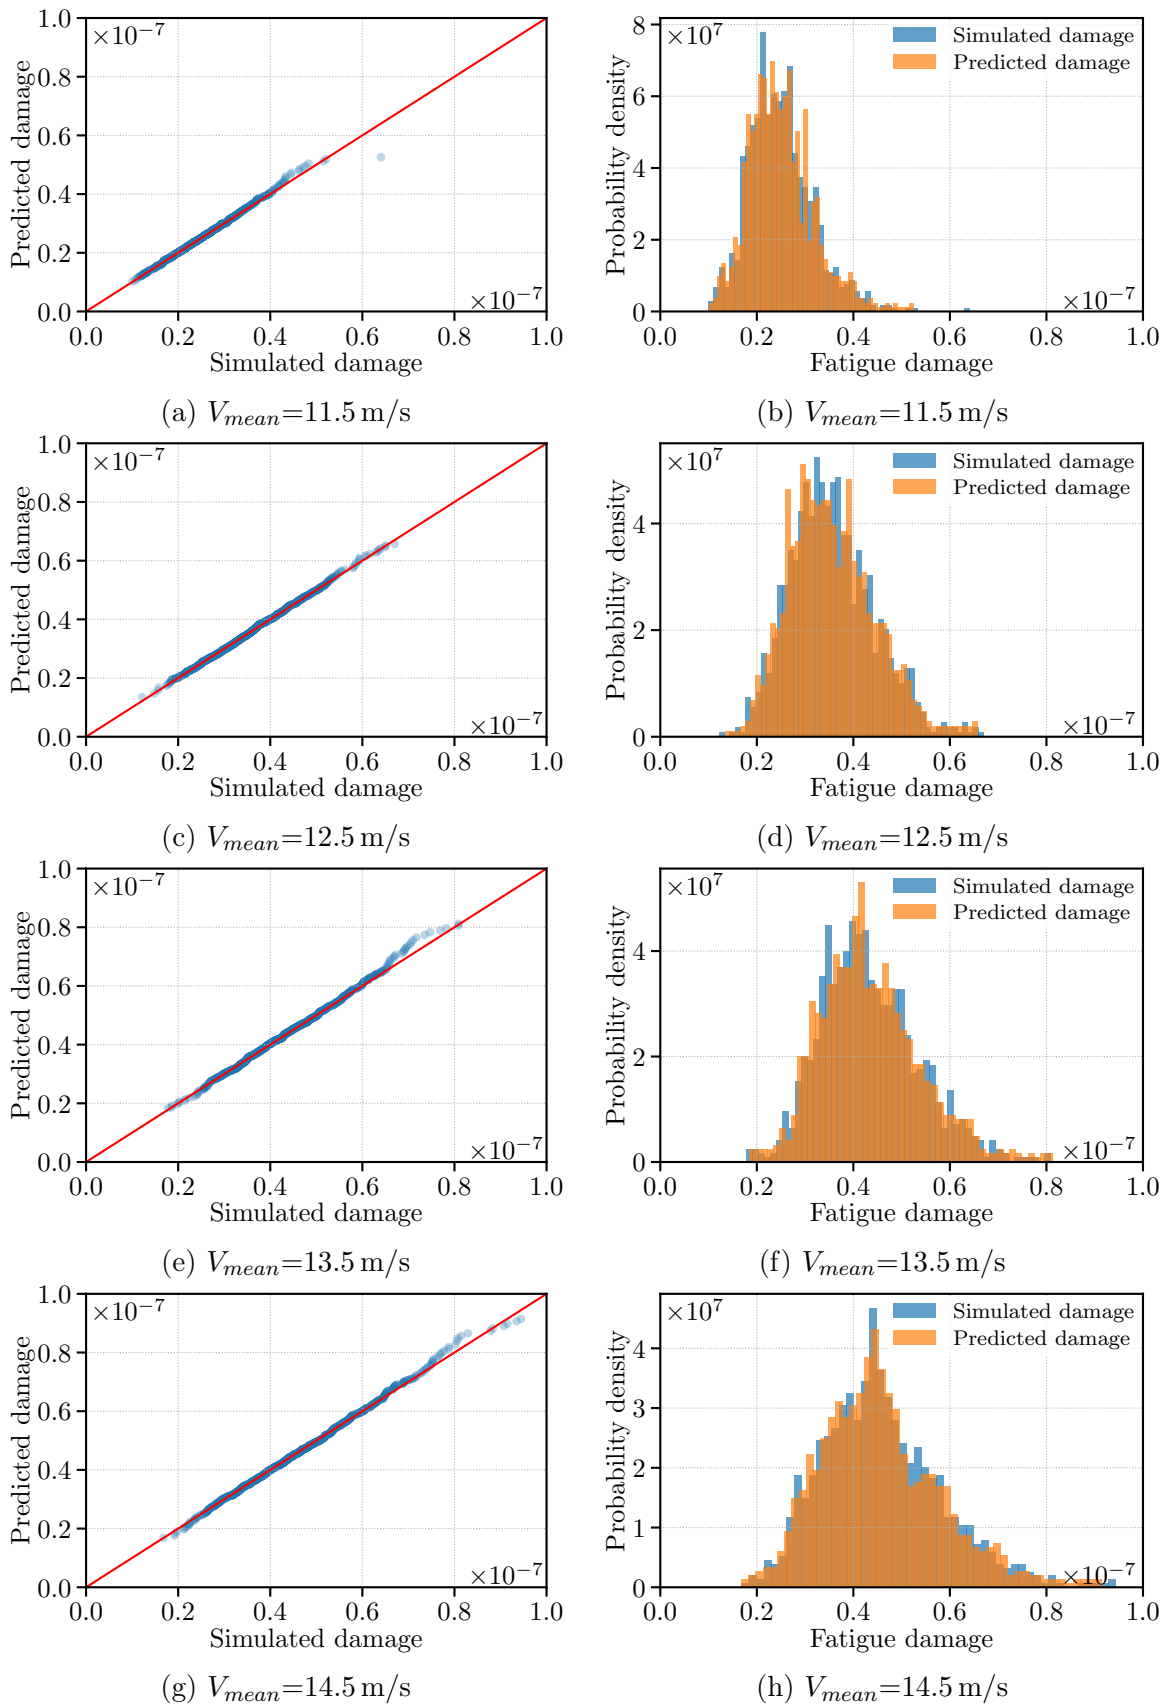 1.0
×10⁻⁷
0.8
0.6
0.4
0.2
0.0
Predicted damage
×10⁻⁷
0.0 0.2 0.4 0.6 0.8 1.0
Simulated damage
(a) V_mean=11.5 m/s
8
×10⁷
6
4
2
0
Probability density
Simulated damage
Predicted damage
×10⁻⁷
0.0 0.2 0.4 0.6 0.8 1.0
Fatigue damage
(b) V_mean=11.5 m/s
1.0
×10⁻⁷
0.8
0.6
0.4
0.2
0.0
Predicted damage
×10⁻⁷
0.0 0.2 0.4 0.6 0.8 1.0
Simulated damage
(c) V_mean=12.5 m/s
×10⁷
4
2
0
Probability density
Simulated damage
Predicted damage
×10⁻⁷
0.0 0.2 0.4 0.6 0.8 1.0
Fatigue damage
(d) V_mean=12.5 m/s
1.0
×10⁻⁷
0.8
0.6
0.4
0.2
0.0
Predicted damage
×10⁻⁷
0.0 0.2 0.4 0.6 0.8 1.0
Simulated damage
(e) V_mean=13.5 m/s
×10⁷
4
2
0
Probability density
Simulated damage
Predicted damage
×10⁻⁷
0.0 0.2 0.4 0.6 0.8 1.0
Fatigue damage
(f) V_mean=13.5 m/s
1.0
×10⁻⁷
0.8
0.6
0.4
0.2
0.0
Predicted damage
×10⁻⁷
0.0 0.2 0.4 0.6 0.8 1.0
Simulated damage
(g) V_mean=14.5 m/s
×10⁷
4
3
2
1
0
Probability density
Simulated damage
Predicted damage
×10⁻⁷
0.0 0.2 0.4 0.6 0.8 1.0
Fatigue damage
(h) V_mean=14.5 m/s